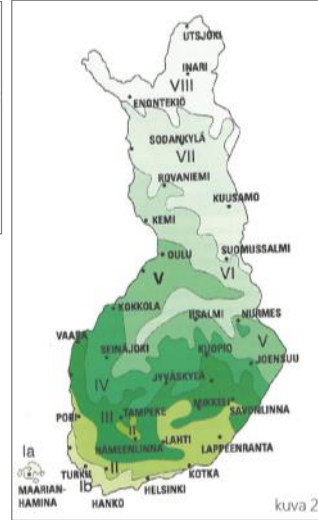 UTSJOKI
INARI
VIII
ENONTEKIÖ
SODANKYLÄ
VII
ROVANIEMI
KUUSAMO
KEMI
OULU
SUOMUSSALMI
VI
V
KOKKOLA
IISALMI
NURMES
VAASA
V
SEINÄJOKI
KUOPIO
JOENSUU
IV
JYVÄSKYLÄ
MIKKELI
SAVONLINNA
PORI
III
TAMPERE
II
HÄMEENLINNA
LAHTI
LAPPEENRANTA
Ia
TURKU
II
KOTKA
MAARIAN-
HAMINA
Ib
HELSINKI
HANKO
kuva 2